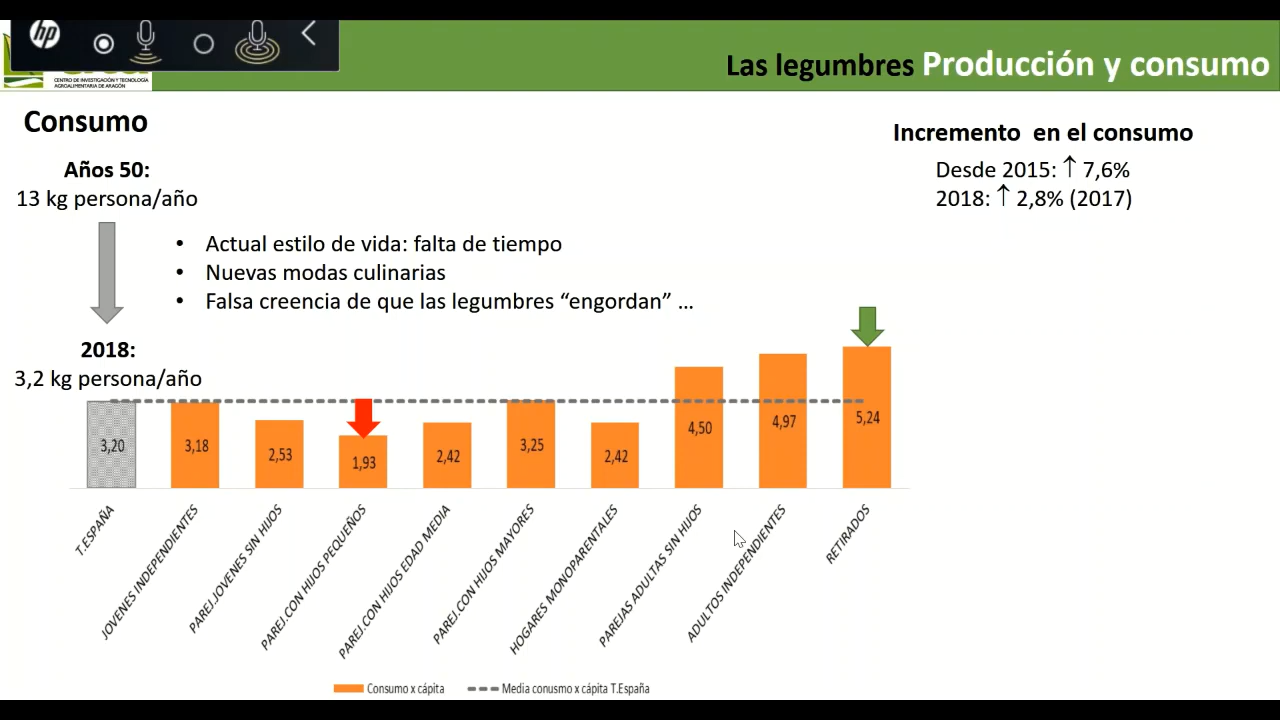 hp
CENTRO DE INVESTIGACIÓN Y TECNOLOGÍA
AGROALIMENTARIA DE ARAGÓN
Las legumbres Producción y consumo
Consumo
Años 50:
13 kg persona/año
• Actual estilo de vida: falta de tiempo
• Nuevas modas culinarias
• Falsa creencia de que las legumbres “engordan” ...
2018:
3,2 kg persona/año
Incremento en el consumo
Desde 2015: ↑ 7,6%
2018: ↑ 2,8% (2017)
3,20
3,18
2,53
1,93
2,42
3,25
2,42
4,50
4,97
5,24
T.ESPAÑA
JOVENES INDEPENDIENTES
PAREJ.JOVENES SIN HIJOS
PAREJ.CON HIJOS PEQUEÑOS
PAREJ.CON HIJOS EDAD MEDIA
PAREJ.CON HIJOS MAYORES
HOGARES MONOPARENTALES
PAREJAS ADULTAS SIN HIJOS
ADULTOS INDEPENDIENTES
RETIRADOS
Consumo x cápita
Media conusmo x cápita T.España